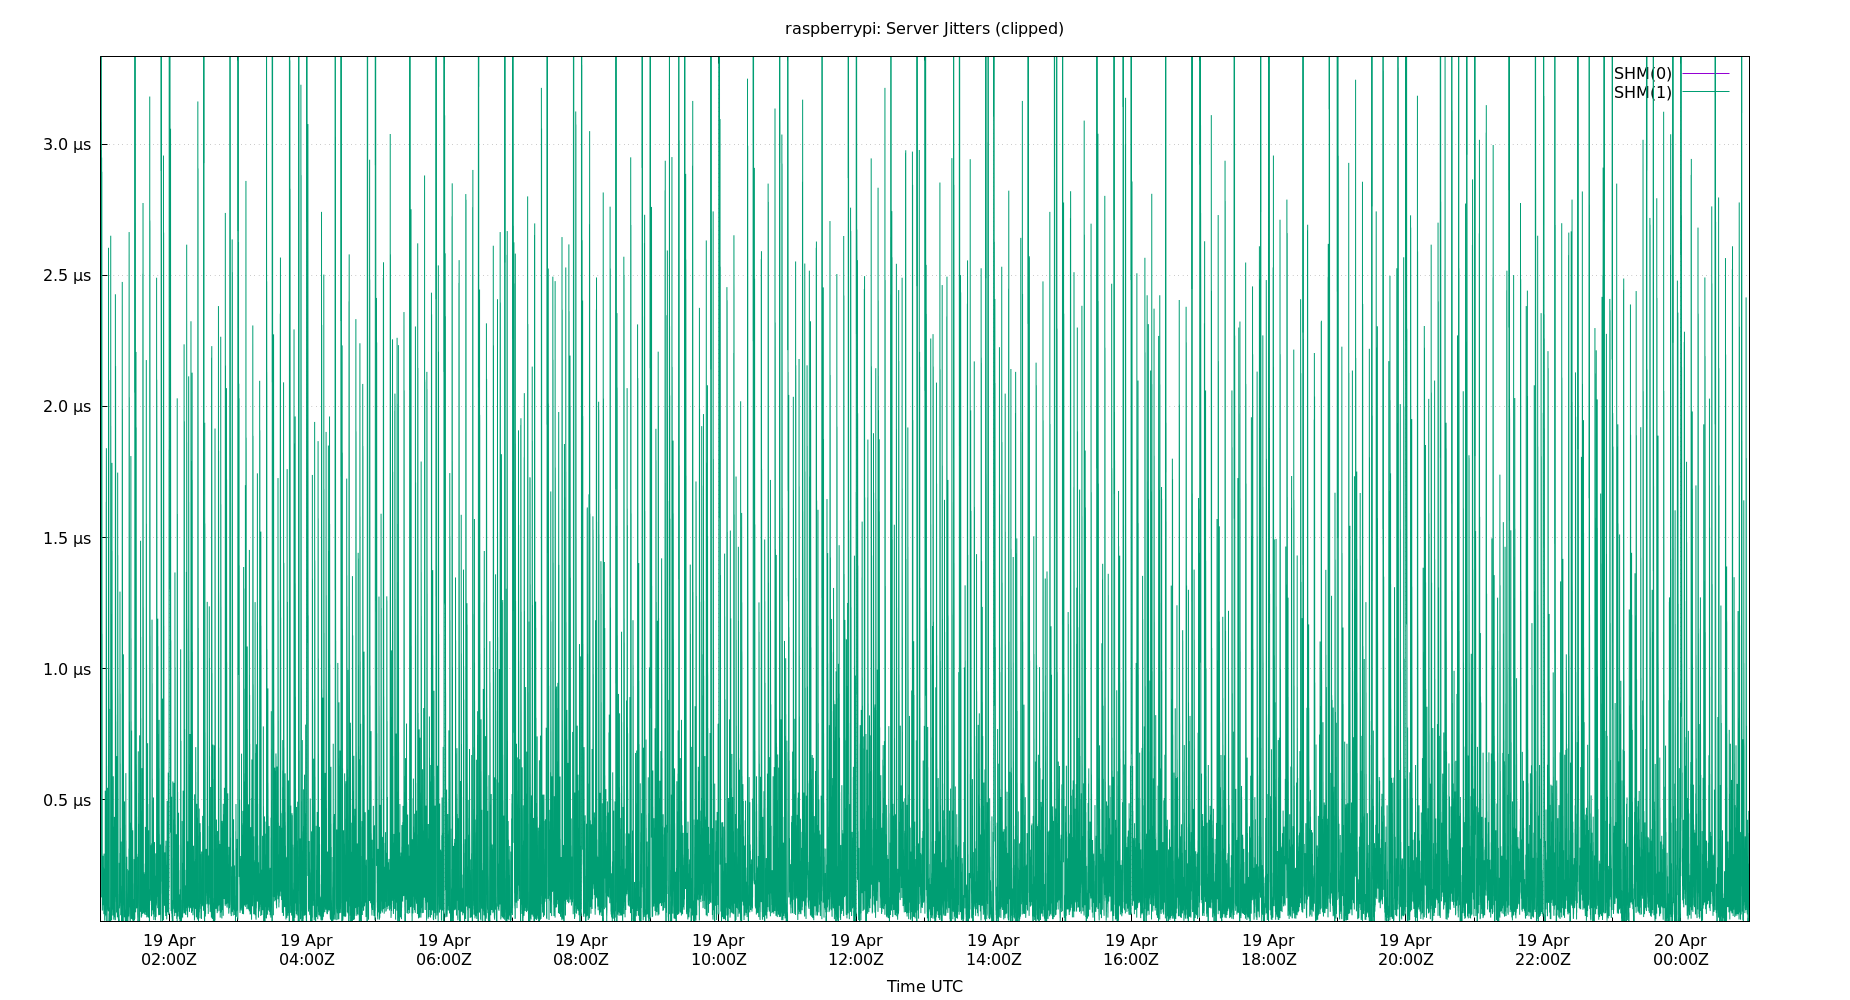 raspberrypi: Server Jitters (clipped)
SHM(0)
SHM(1)
3.0 µs
2.5 µs
2.0 µs
1.5 µs
1.0 µs
0.5 µs
19 Apr 19 Apr 19 Apr 19 Apr 19 Apr 19 Apr 19 Apr 19 Apr 19 Apr 19 Apr 19 Apr 20 Apr
02:00Z 04:00Z 06:00Z 08:00Z 10:00Z 12:00Z 14:00Z 16:00Z 18:00Z 20:00Z 22:00Z 00:00Z
Time UTC